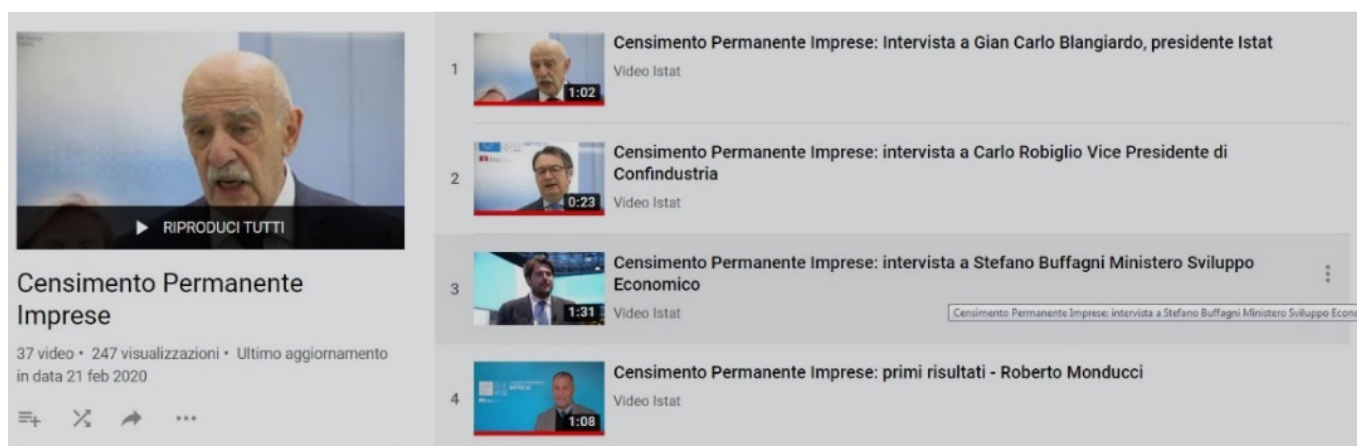 RIPRODUCI TUTTI
Censimento Permanente
Imprese
37 video • 247 visualizzazioni • Ultimo aggiornamento
in data 21 feb 2020
1
1:02
Censimento Permanente Imprese: Intervista a Gian Carlo Blangiardo, presidente Istat
Video Istat
2
0:23
Censimento Permanente Imprese: intervista a Carlo Robiglio Vice Presidente di
Confindustria
Video Istat
3
1:31
Censimento Permanente Imprese: intervista a Stefano Buffagni Ministero Sviluppo
Economico
Video Istat
Censimento Permanente Imprese: intervista a Stefano Buffagni Ministero Sviluppo Econo
4
1:08
Censimento Permanente Imprese: primi risultati - Roberto Monducci
Video Istat